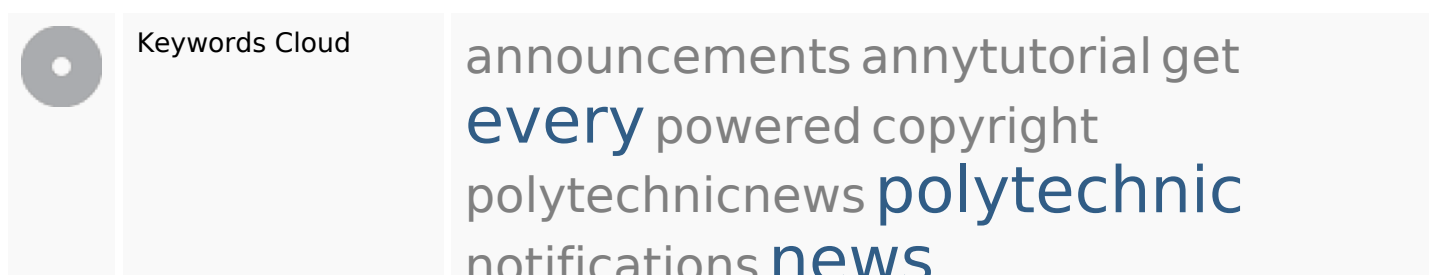 Keywords Cloud
announcements annytutorial get
every powered copyright
polytechnicnews polytechnic
notifications news